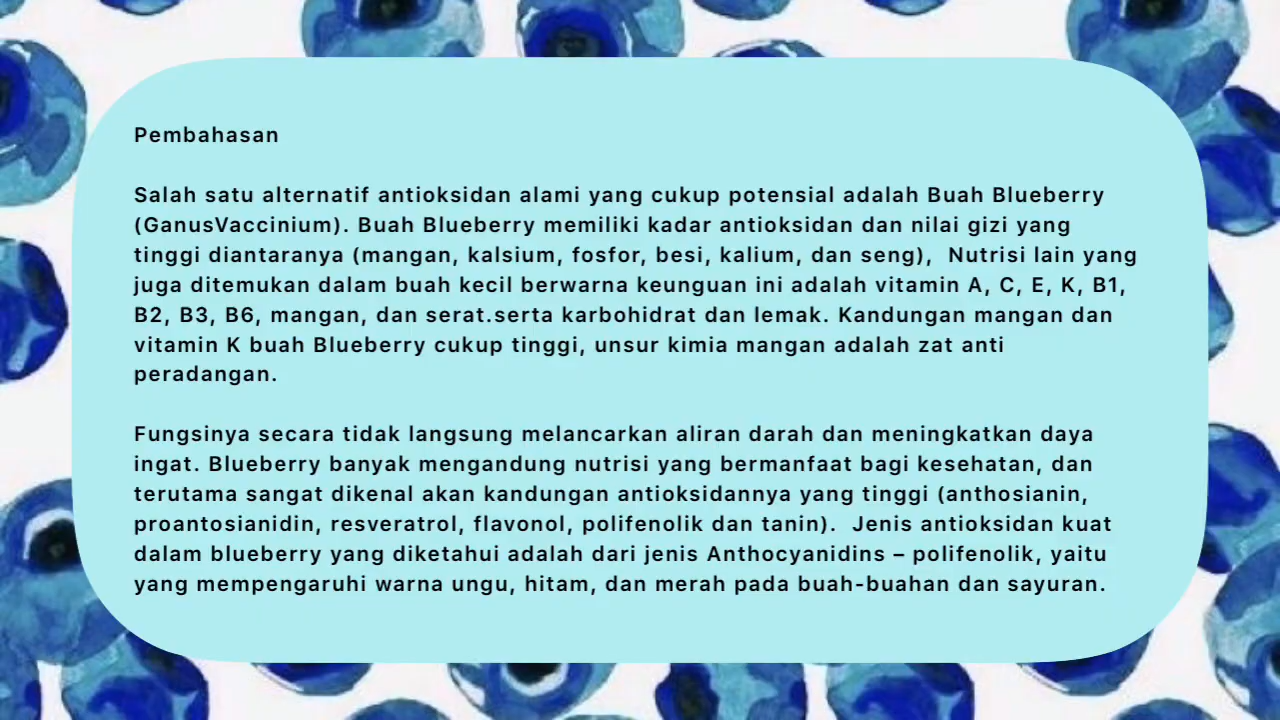 Pembahasan
Salah satu alternatif antioksidan alami yang cukup potensial adalah Buah Blueberry
(GanusVaccinium). Buah Blueberry memiliki kadar antioksidan dan nilai gizi yang
tinggi diantaranya (mangan, kalsium, fosfor, besi, kalium, dan seng),  Nutrisi lain yang
juga ditemukan dalam buah kecil berwarna keunguan ini adalah vitamin A, C, E, K, B1,
B2, B3, B6, mangan, dan serat.serta karbohidrat dan lemak. Kandungan mangan dan
vitamin K buah Blueberry cukup tinggi, unsur kimia mangan adalah zat anti
peradangan.
Fungsinya secara tidak langsung melancarkan aliran darah dan meningkatkan daya
ingat. Blueberry banyak mengandung nutrisi yang bermanfaat bagi kesehatan, dan
terutama sangat dikenal akan kandungan antioksidannya yang tinggi (anthosianin,
proantosianidin, resveratrol, flavonol, polifenolik dan tanin).  Jenis antioksidan kuat
dalam blueberry yang diketahui adalah dari jenis Anthocyanidins – polifenolik, yaitu
yang mempengaruhi warna ungu, hitam, dan merah pada buah-buahan dan sayuran.